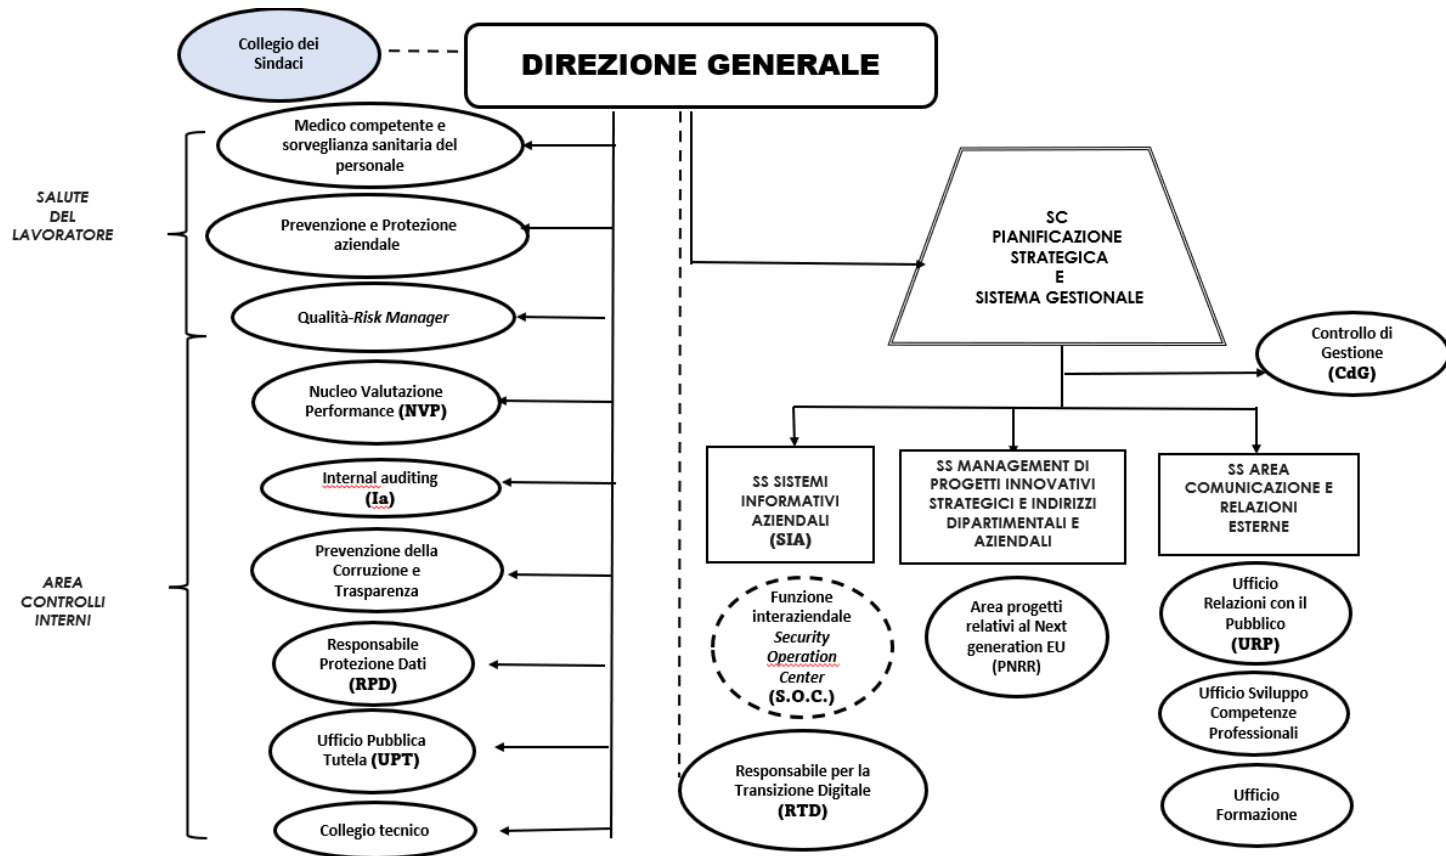 Collegio dei
Sindaci
DIREZIONE GENERALE
Medico competente e
sorveglianza sanitaria del
personale
SALUTE
DEL
LAVORATORE
Prevenzione e Protezione
aziendale
Qualità-Risk Manager
Nucleo Valutazione
Performance (NVP)
Internal auditing
(Ia)
Prevenzione della
Corruzione e
Trasparenza
AREA
CONTROLLI
INTERNI
Responsabile
Protezione Dati
(RPD)
Ufficio Pubblica
Tutela (UPT)
Collegio tecnico
SC
PIANIFICAZIONE
STRATEGICA
E
SISTEMA GESTIONALE
Controllo di
Gestione
(CdG)
SS SISTEMI
INFORMATIVI
AZIENDALI
(SIA)
Funzione
interaziendale
Security
Operation
Center
(S.O.C.)
Responsabile per la
Transizione Digitale
(RTD)
SS MANAGEMENT DI
PROGETTI INNOVATIVI
STRATEGICI E INDIRIZZI
DIPARTIMENTALI E
AZIENDALI
Area progetti
relativi al Next
generation EU
(PNRR)
SS AREA
COMUNICAZIONE E
RELAZIONI
ESTERNE
Ufficio
Relazioni con il
Pubblico
(URP)
Ufficio Sviluppo
Competenze
Professionali
Ufficio
Formazione